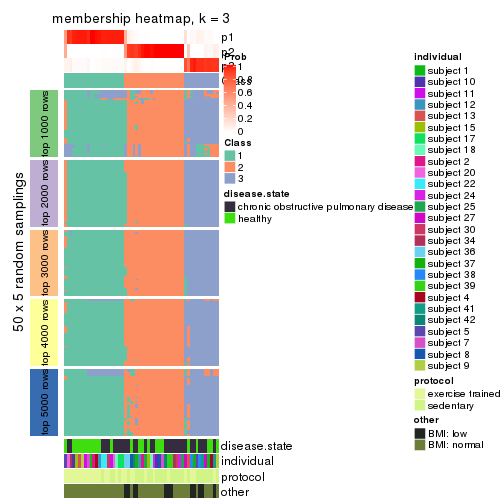 membership heatmap, k = 3
p1
p2
p3
Prob
1
0.8
0.6
0.4
0.2
0
Class
Class
1
2
3
disease.state
chronic obstructive pulmonary disease
healthy
50 x 5 random samplings
top 1000 rows
top 2000 rows
top 3000 rows
top 4000 rows
top 5000 rows
disease.state
individual
protocol
other
individual
subject 1
subject 10
subject 11
subject 12
subject 13
subject 15
subject 17
subject 18
subject 2
subject 20
subject 22
subject 24
subject 25
subject 27
subject 30
subject 34
subject 36
subject 37
subject 38
subject 39
subject 4
subject 41
subject 42
subject 5
subject 7
subject 8
subject 9
protocol
exercise trained
sedentary
other
BMI: low
BMI: normal